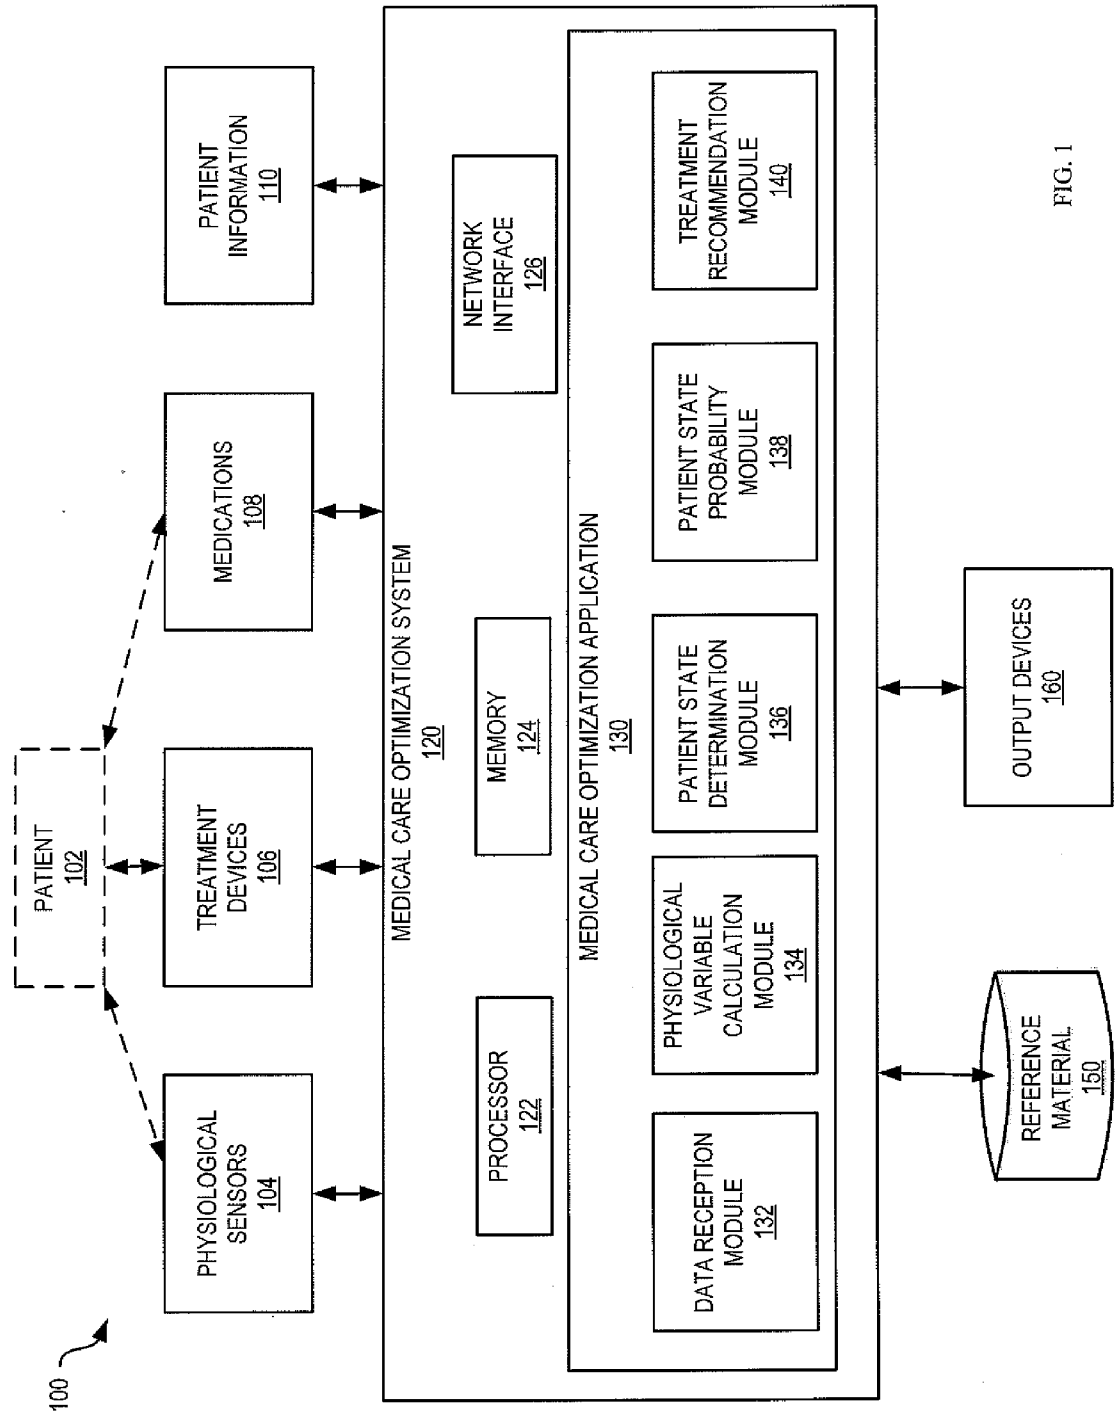 100
PATIENT
102
PHYSIOLOGICAL
SENSORS
104
TREATMENT
DEVICES
106
MEDICATIONS
108
PATIENT
INFORMATION
110
MEDICAL CARE OPTIMIZATION SYSTEM
120
PROCESSOR
122
MEMORY
124
NETWORK
INTERFACE
126
MEDICAL CARE OPTIMIZATION APPLICATION
130
DATA RECEPTION
MODULE
132
PHYSIOLOGICAL
VARIABLE
CALCULATION
MODULE
134
PATIENT STATE
DETERMINATION
MODULE
136
PATIENT STATE
PROBABILITY
MODULE
138
TREATMENT
RECOMMENDATION
MODULE
140
REFERENCE
MATERIAL
150
OUTPUT DEVICES
160
FIG. 1